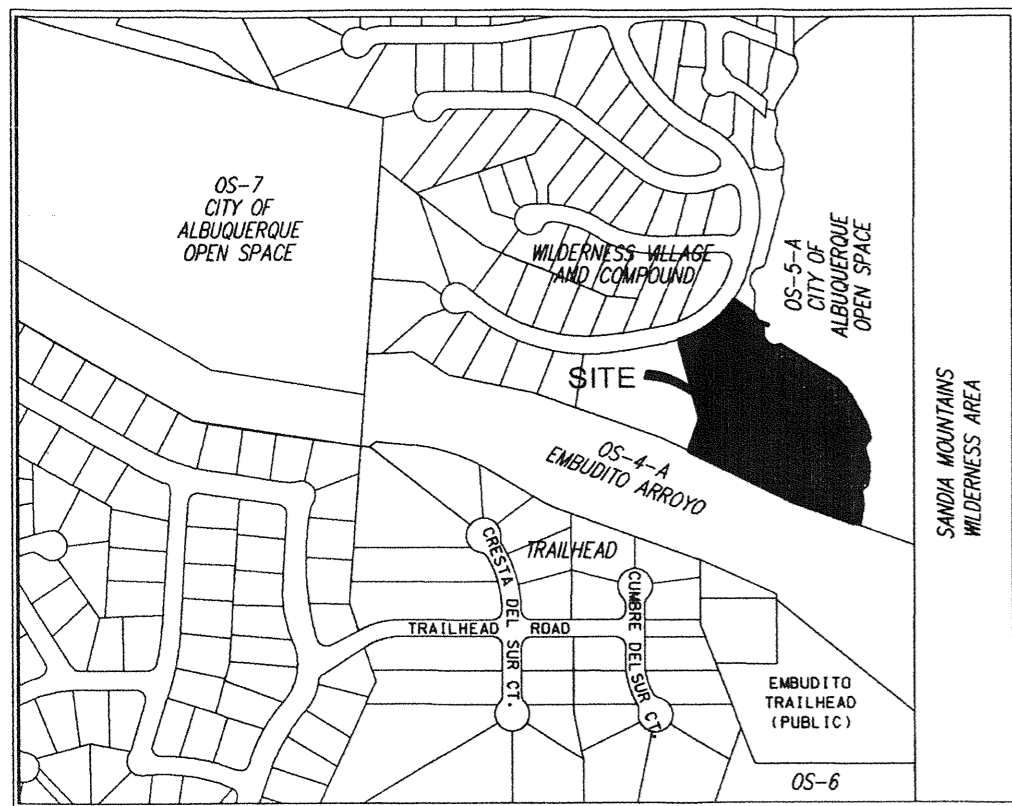 OS-7
CITY OF
ALBUQUERQUE
OPEN SPACE
WILDERNESS VILLAGE
AND COMPOUND
OS-5-A
CITY OF
ALBUQUERQUE
OPEN SPACE
SITE
SANDIA MOUNTAINS
WILDERNESS AREA
OS-4-A
EMBUDITO ARROYO
TRAILHEAD
CRESTA DEL SUR CT.
CUMBRE DEL SUR CT.
TRAILHEAD ROAD
EMBUDITO
TRAILHEAD
(PUBLIC)
OS-6